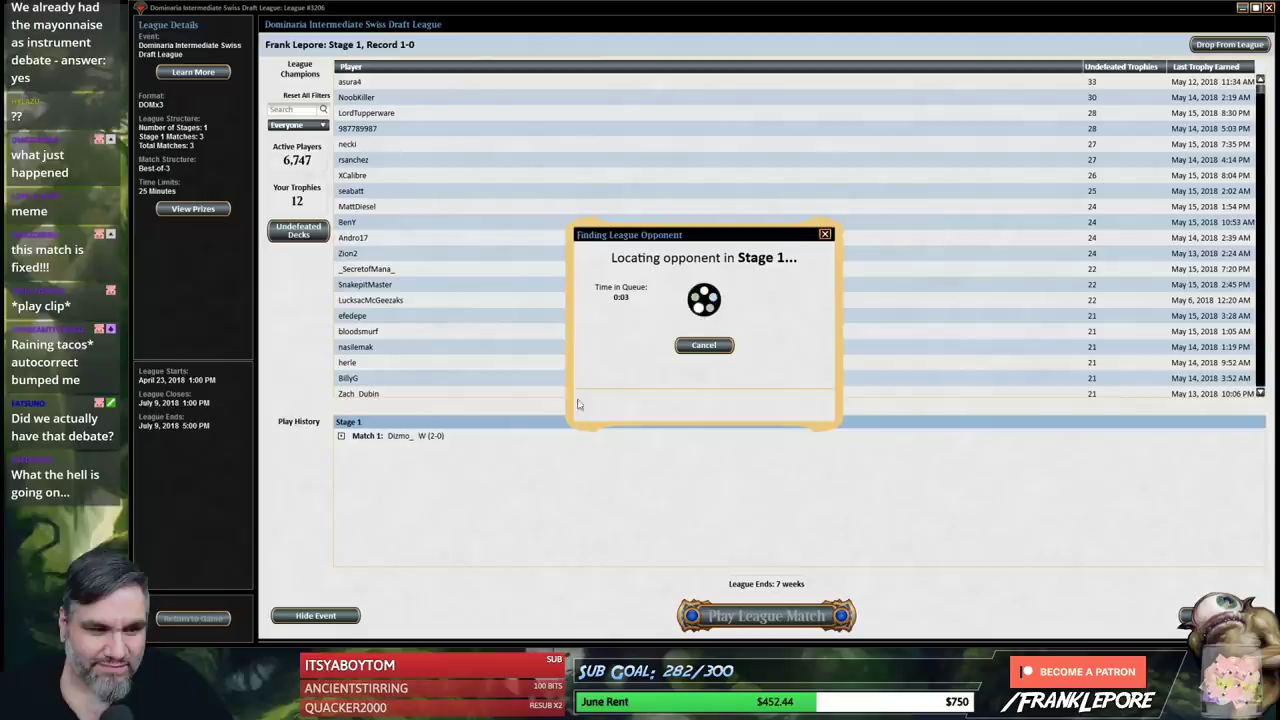 We already had
the mayonnaise
as instrument
debate - answer:
yes
??
what just
happened
meme
this match is
fixed!!!
*play clip*
Raining tacos*
autocorrect
bumped me
FATSUNO
Did we actually
have that debate?
What the hell is
going on...
Dominaria Intermediate Swiss Draft League: League #3206
League Details
Event:
Dominaria Intermediate Swiss
Draft League
Learn More
Format:
DOMx3
League Structure:
Number of Stages: 1
Stage 1 Matches: 3
Total Matches: 3
Match Structure:
Best-of-3
Time Limits:
25 Minutes
View Prizes
League Starts:
April 23, 2018 1:00 PM
League Closes:
July 9, 2018 1:00 PM
League Ends:
July 9, 2018 5:00 PM
Return to Game
Dominaria Intermediate Swiss Draft League
Frank Lepore: Stage 1, Record 1-0
Drop From League
League
Champions
Reset All Filters
Search
Everyone
Active Players
6,747
Your Trophies
12
Undefeated
Decks
Player Undefeated Trophies Last Trophy Earned
asura4 33 May 12, 2018 11:34 AM
NoobKiller 30 May 14, 2018 2:19 AM
LordTupperware 28 May 15, 2018 8:30 PM
987789987 28 May 14, 2018 5:03 PM
necki 27 May 15, 2018 7:35 PM
rsanchez 27 May 14, 2018 4:14 PM
XCalibre 26 May 15, 2018 8:04 PM
seabatt 25 May 15, 2018 2:02 AM
MattDiesel 24 May 15, 2018 1:54 PM
BenY 24 May 15, 2018 10:53 AM
Andro17 24 May 14, 2018 2:39 AM
Zion2 24 May 13, 2018 2:24 AM
_SecretofMana_ 22 May 15, 2018 7:20 PM
SnakepitMaster 22 May 15, 2018 2:45 PM
LucksacMcGeezaks 22 May 6, 2018 12:20 AM
efedepe 21 May 15, 2018 3:28 AM
bloodsmurf 21 May 15, 2018 1:05 AM
nasilemak 21 May 14, 2018 1:19 PM
herle 21 May 14, 2018 9:52 AM
BillyG 21 May 14, 2018 3:52 AM
Zach_Dubin 21 May 13, 2018 10:06 PM
Finding League Opponent
Locating opponent in Stage 1...
Time in Queue:
0:03
Cancel
Play History
Stage 1
Match 1: Dizmo_ W (2-0)
League Ends: 7 weeks
Hide Event
Play League Match
ITSYABOYTOM SUB
ANCIENTSTIRRING 100 BITS
QUACKER2000 RESUB X2
SUB GOAL: 282/300
June Rent $452.44 $750
BECOME A PATRON
/FRANKLEPORE